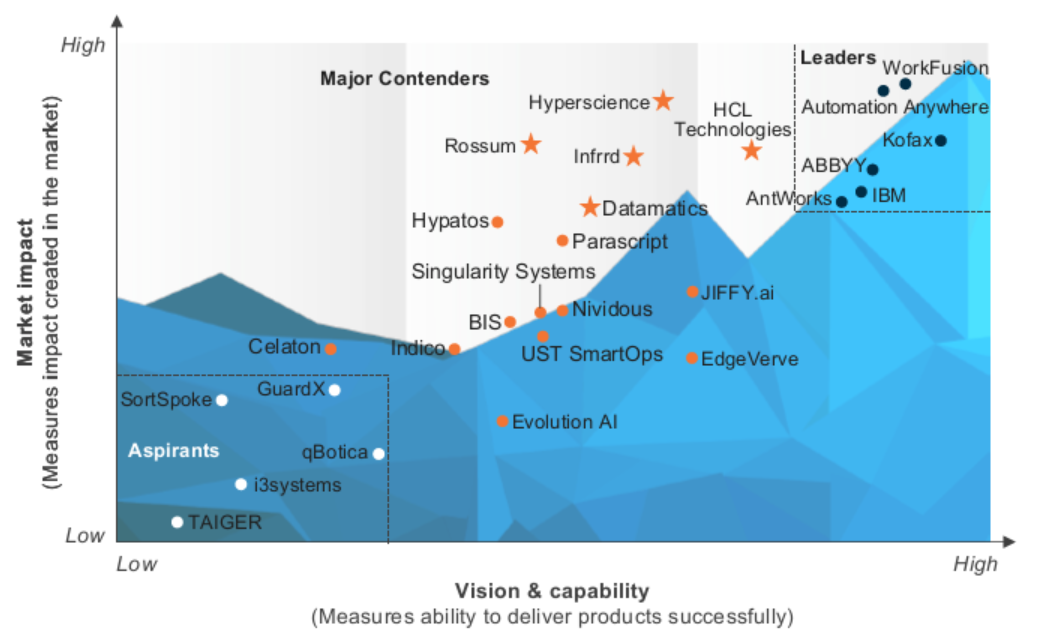 High
Major Contenders
Leaders
WorkFusion
Automation Anywhere
Hyperscience
HCL
Technologies
Rossum
Infrrd
Kofax
ABBYY
AntWorks
IBM
Datamatics
Hypatos
Parascript
Singularity Systems
JIFFY.ai
BIS
Nividous
Celaton
Indico
UST SmartOps
EdgeVerve
GuardX
SortSpoke
Evolution AI
Aspirants
qBotica
i3systems
TAIGER
Market impact
(Measures impact created in the market)
Low
Low
High
Vision & capability
(Measures ability to deliver products successfully)